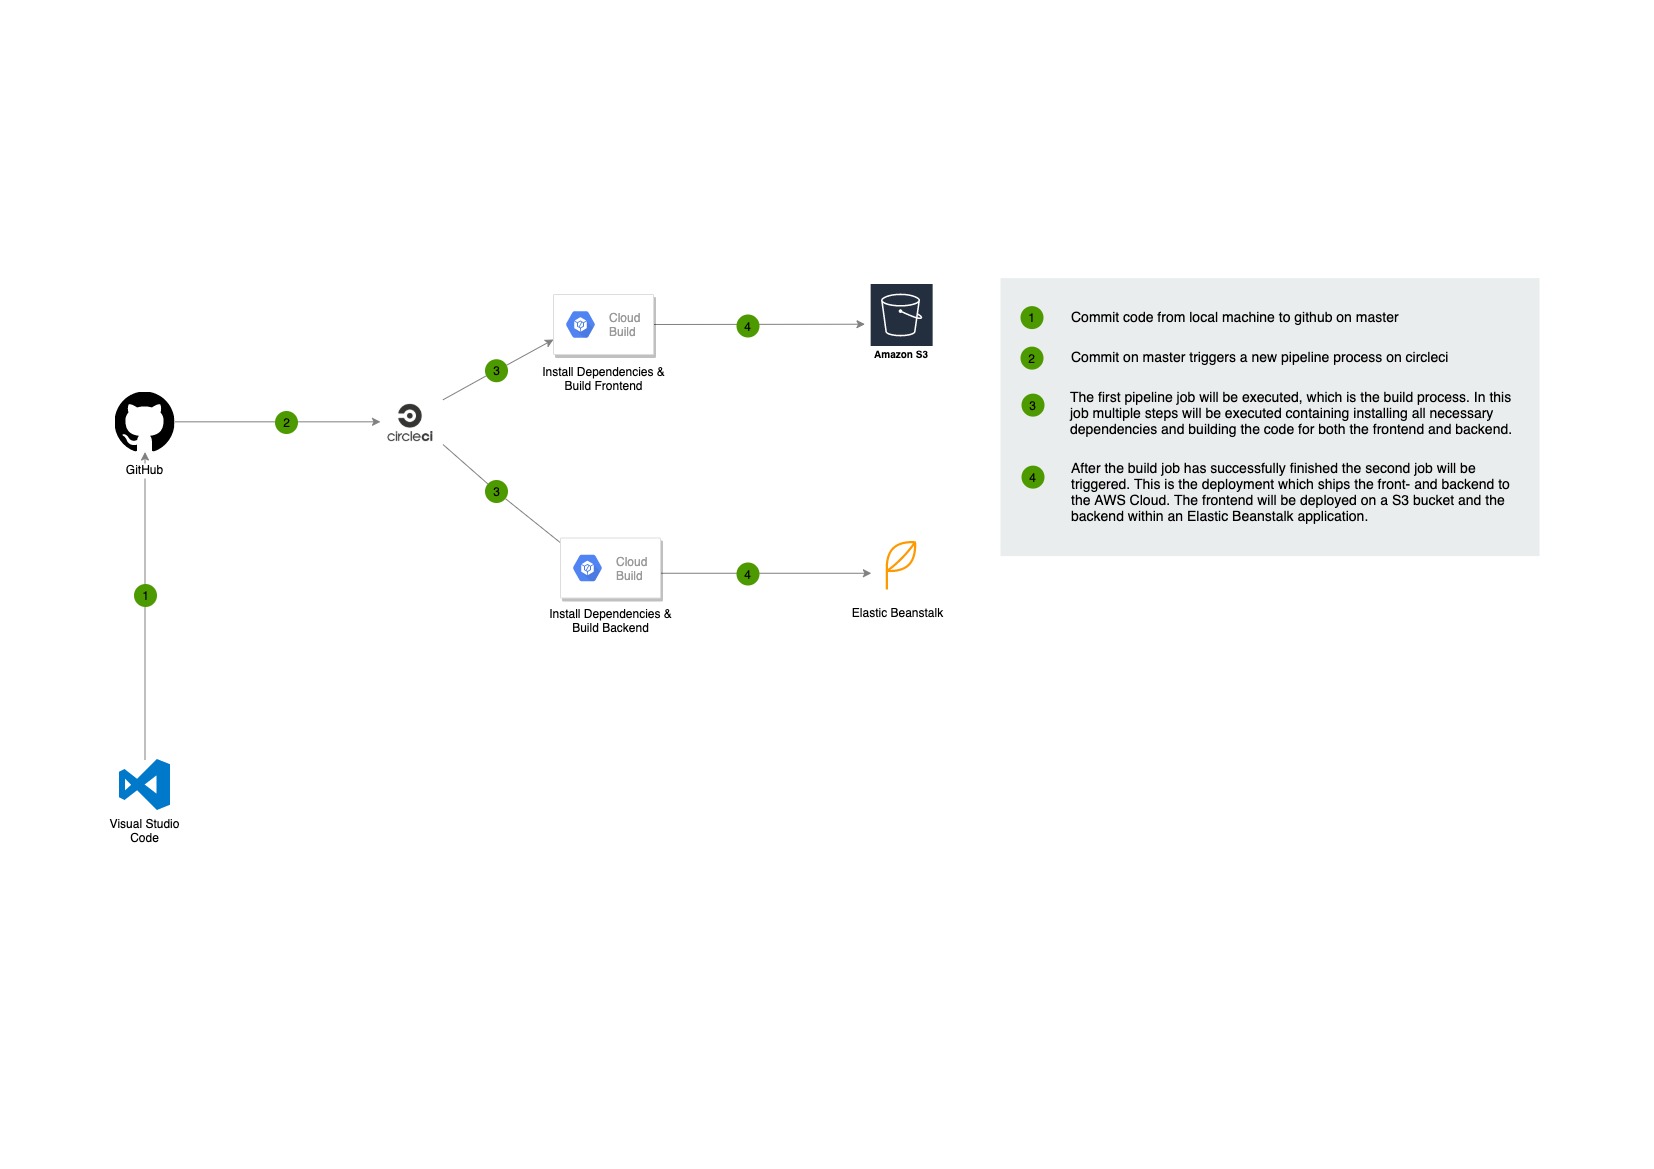 Cloud
Build
4
Amazon S3
3
Install Dependencies &
Build Frontend
2
circleci
GitHub
3
Cloud
Build
4
Install Dependencies &
Build Backend
Elastic Beanstalk
1
Visual Studio
Code
1 Commit code from local machine to github on master
2 Commit on master triggers a new pipeline process on circleci
3 The first pipeline job will be executed, which is the build process. In this
job multiple steps will be executed containing installing all necessary
dependencies and building the code for both the frontend and backend.
4 After the build job has successfully finished the second job will be
triggered. This is the deployment which ships the front- and backend to
the AWS Cloud. The frontend will be deployed on a S3 bucket and the
backend within an Elastic Beanstalk application.